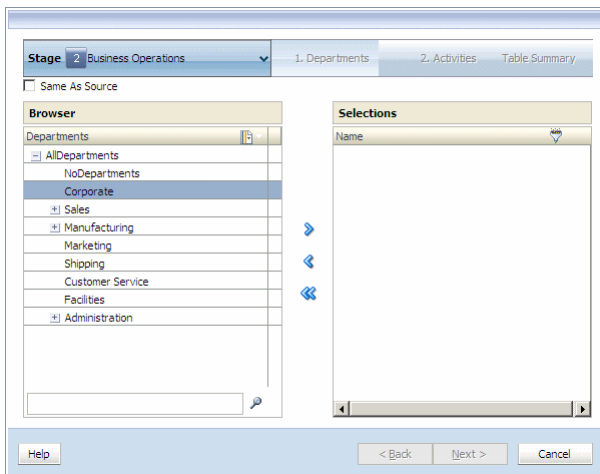 Stage 2 Business Operations
1. Departments
2. Activities
Table Summary
Same As Source
Browser
Departments
AllDepartments
NoDepartments
Corporate
Sales
Manufacturing
Marketing
Shipping
Customer Service
Facilities
Administration
Selections
Name
Help
< Back
Next >
Cancel